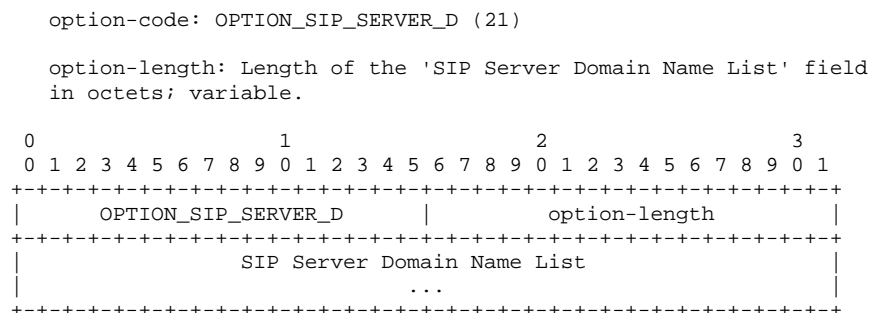 option-code: OPTION_SIP_SERVER_D (21)
option-length: Length of the 'SIP Server Domain Name List' field
in octets; variable.
 0                   1                   2                   3
 0 1 2 3 4 5 6 7 8 9 0 1 2 3 4 5 6 7 8 9 0 1 2 3 4 5 6 7 8 9 0 1
+-+-+-+-+-+-+-+-+-+-+-+-+-+-+-+-+-+-+-+-+-+-+-+-+-+-+-+-+-+-+-+-+
|      OPTION_SIP_SERVER_D      |         option-length         |
+-+-+-+-+-+-+-+-+-+-+-+-+-+-+-+-+-+-+-+-+-+-+-+-+-+-+-+-+-+-+-+-+
|                 SIP Server Domain Name List                   |
|                              ...                              |
+-+-+-+-+-+-+-+-+-+-+-+-+-+-+-+-+-+-+-+-+-+-+-+-+-+-+-+-+-+-+-+-+